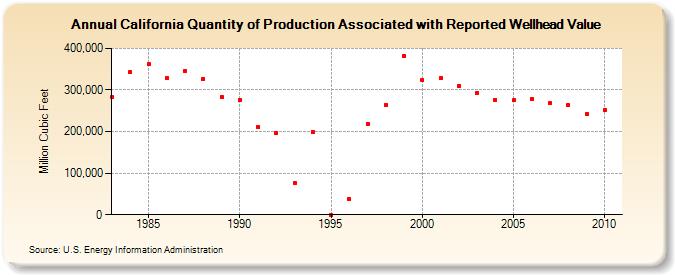 Annual California Quantity of Production Associated with Reported Wellhead Value
Million Cubic Feet
400,000
300,000
200,000
100,000
0
1985 1990 1995 2000 2005 2010
Source: U.S. Energy Information Administration